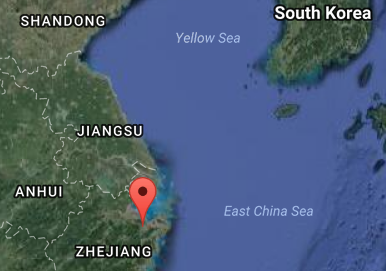 SHANDONG
South Korea
Yellow Sea
JIANGSU
ANHUI
East China Sea
ZHEJIANG